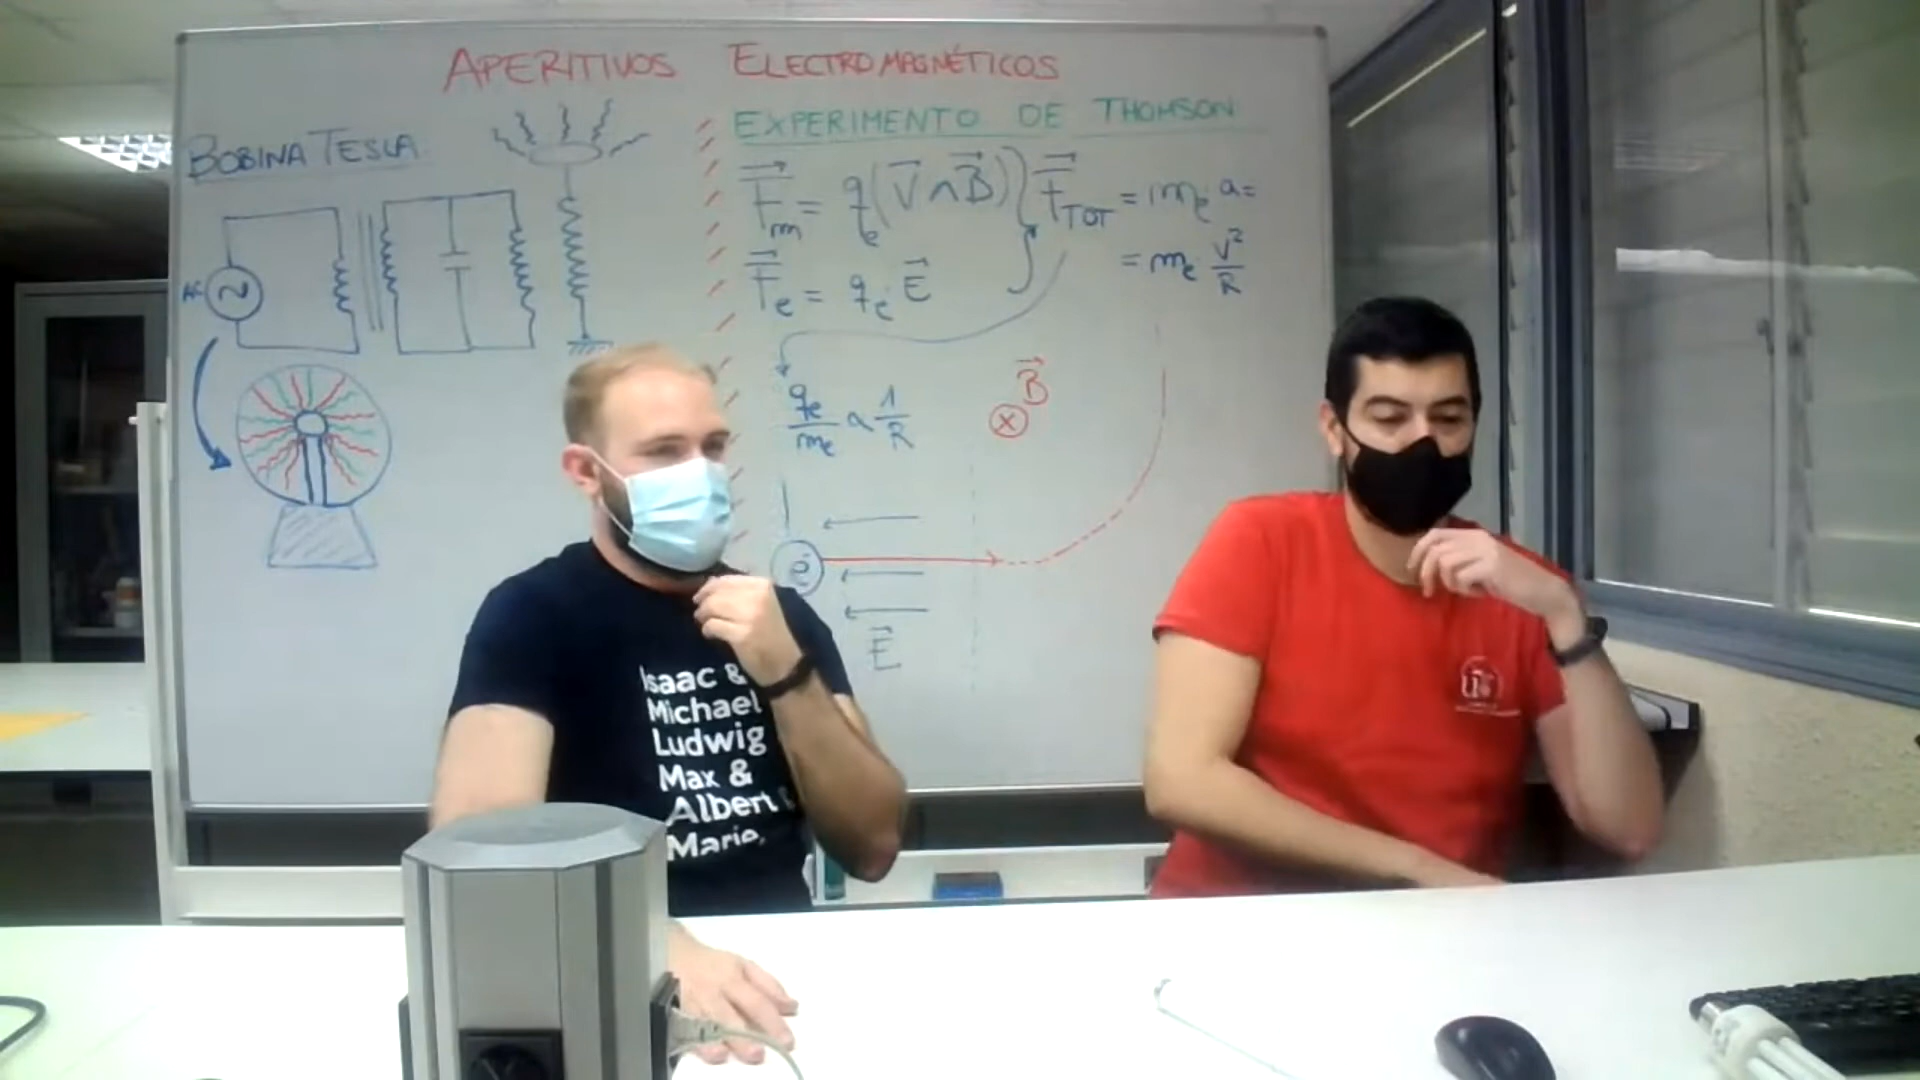 APERITIVOS ELECTROMAGNÉTICOS
BOBINA TESLA
EXPERIMENTO DE THOMSON
F⃗m = qe(V⃗∧B⃗) } F⃗TOT = me a =
F⃗e = qe E⃗
= me V²/R
qe/me α 1/R
B⃗
x
e
E⃗
Isaac &
Michael
Ludwig
Max &
Albert &
Marie.